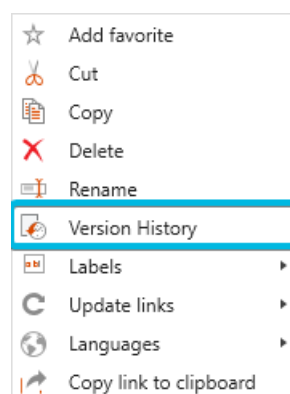 Add favorite
Cut
Copy
Delete
Rename
Version History
Labels
Update links
Languages
Copy link to clipboard